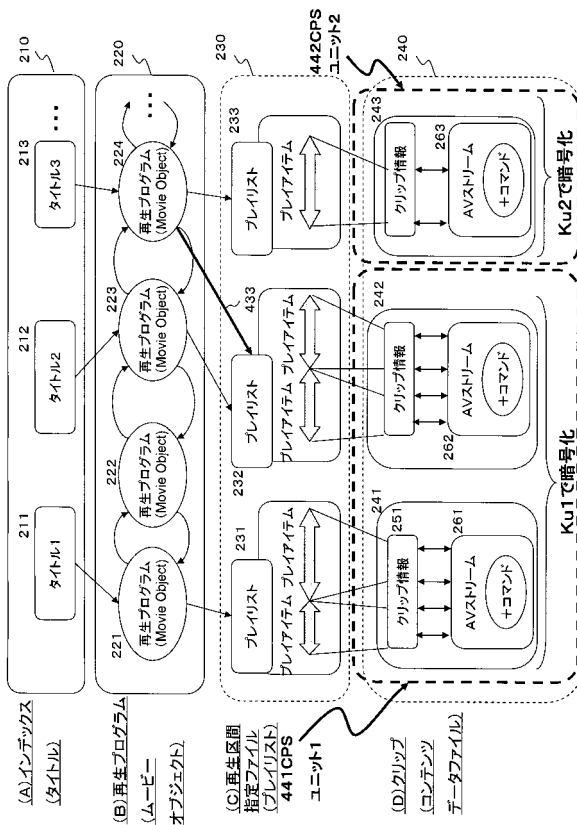 (A)インデックス
(タイトル)
タイトル1
211
タイトル2
212
タイトル3
213
・・・
210
(B)再生プログラム
(ムービー
オブジェクト)
再生プログラム
(Movie Object)
221
再生プログラム
(Movie Object)
222
再生プログラム
(Movie Object)
223
再生プログラム
(Movie Object)
224
・・・
220
(C)再生区間
指定ファイル
(プレイリスト)
プレイリスト
231
プレイアイテム
プレイアイテム
プレイリスト
232
プレイアイテム
プレイアイテム
433
プレイリスト
233
プレイアイテム
230
441CPS
ユニット1
442CPS
ユニット2
(D)クリップ
(コンテンツ
データファイル)
241
クリップ情報
251
AVストリーム
261
+コマンド
242
クリップ情報
AVストリーム
262
+コマンド
243
クリップ情報
AVストリーム
263
+コマンド
240
Ku1で暗号化
Ku2で暗号化